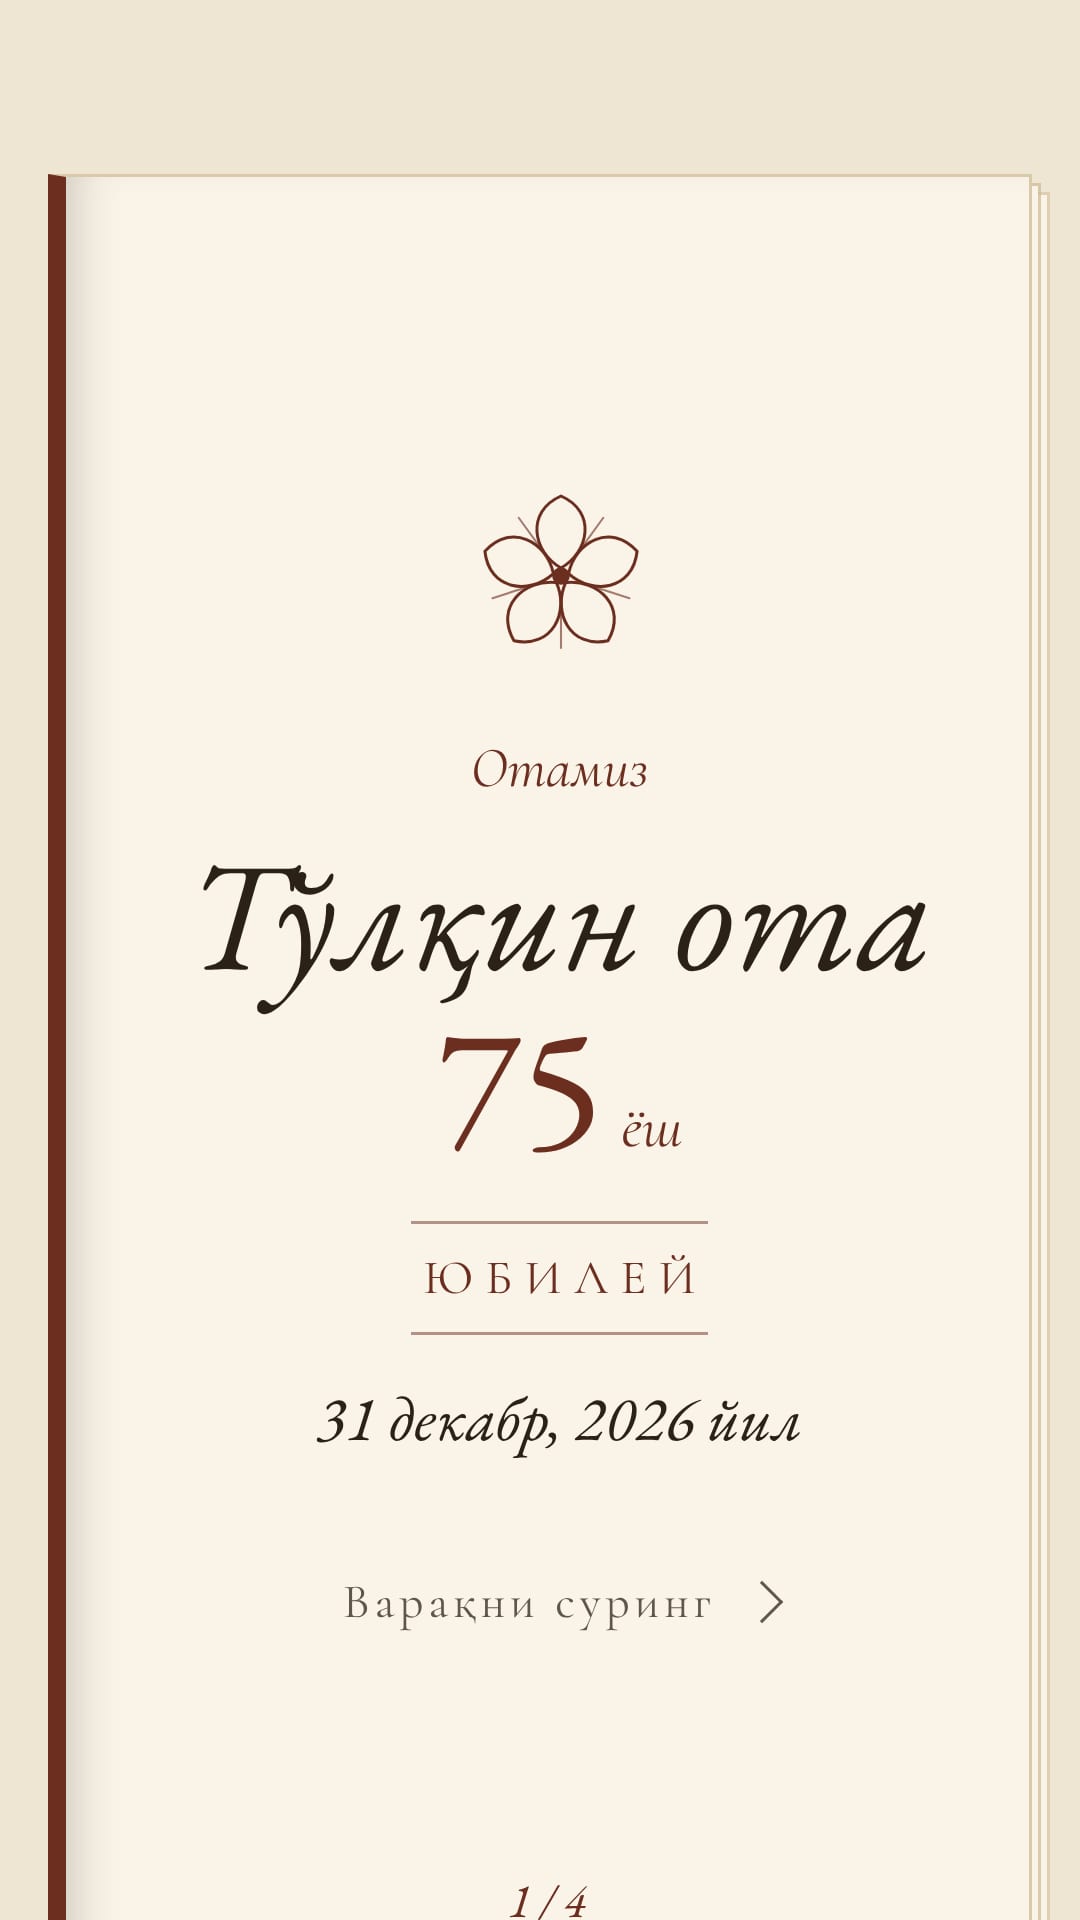 Отамиз
Тўлқин ота
75 ёш
ЮБИЛЕЙ
31 декабр, 2026 йил
Варақни суринг
1 / 4